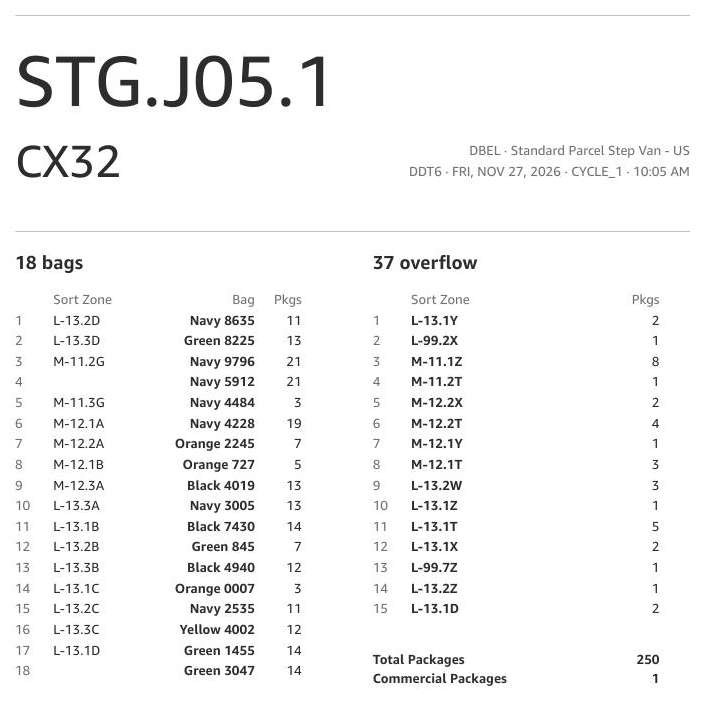 STG.J05.1
CX32
DBEL · Standard Parcel Step Van - US
DDT6 · FRI, NOV 27, 2026 · CYCLE_1 · 10:05 AM
18 bags
Sort Zone Bag Pkgs
1 L-13.2D Navy 8635 11
2 L-13.3D Green 8225 13
3 M-11.2G Navy 9796 21
4 Navy 5912 21
5 M-11.3G Navy 4484 3
6 M-12.1A Navy 4228 19
7 M-12.2A Orange 2245 7
8 M-12.1B Orange 727 5
9 M-12.3A Black 4019 13
10 L-13.3A Navy 3005 13
11 L-13.1B Black 7430 14
12 L-13.2B Green 845 7
13 L-13.3B Black 4940 12
14 L-13.1C Orange 0007 3
15 L-13.2C Navy 2535 11
16 L-13.3C Yellow 4002 12
17 L-13.1D Green 1455 14
18 Green 3047 14
37 overflow
Sort Zone Pkgs
1 L-13.1Y 2
2 L-99.2X 1
3 M-11.1Z 8
4 M-11.2T 1
5 M-12.2X 2
6 M-12.2T 4
7 M-12.1Y 1
8 M-12.1T 3
9 L-13.2W 3
10 L-13.1Z 1
11 L-13.1T 5
12 L-13.1X 2
13 L-99.7Z 1
14 L-13.2Z 1
15 L-13.1D 2
Total Packages 250
Commercial Packages 1